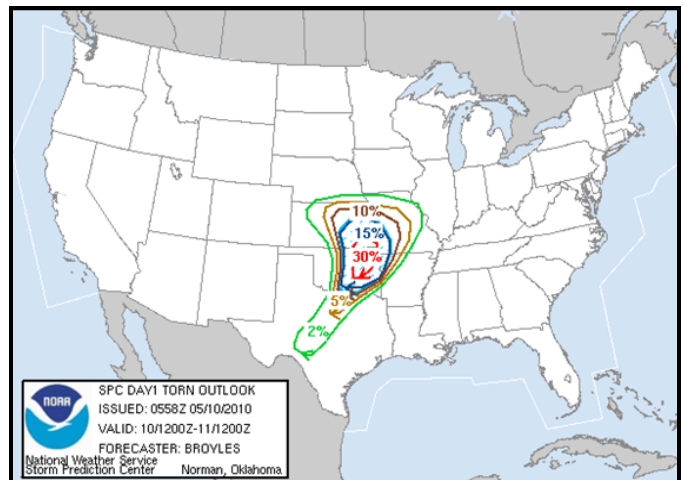 10%
15%
30%
5%
2%
NOAA
SPC DAY1 TORN OUTLOOK
ISSUED: 0558Z 05/10/2010
VALID: 10/1200Z-11/1200Z
FORECASTER: BROYLES
National Weather Service
Storm Prediction Center Norman, Oklahoma